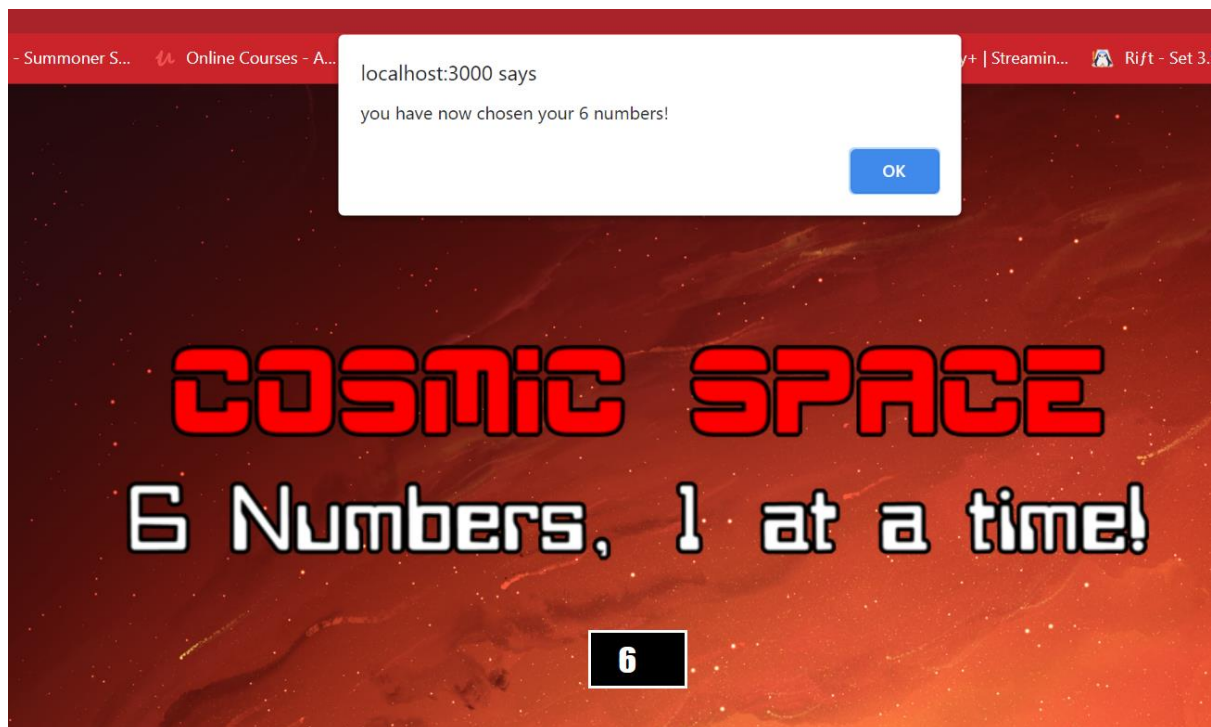 - Summoner S... Online Courses - A... y+ | Streamin... Rift - Set 3.
localhost:3000 says
you have now chosen your 6 numbers!
OK
COSMiC SPACE
6 Numbers, 1 at a time!
6